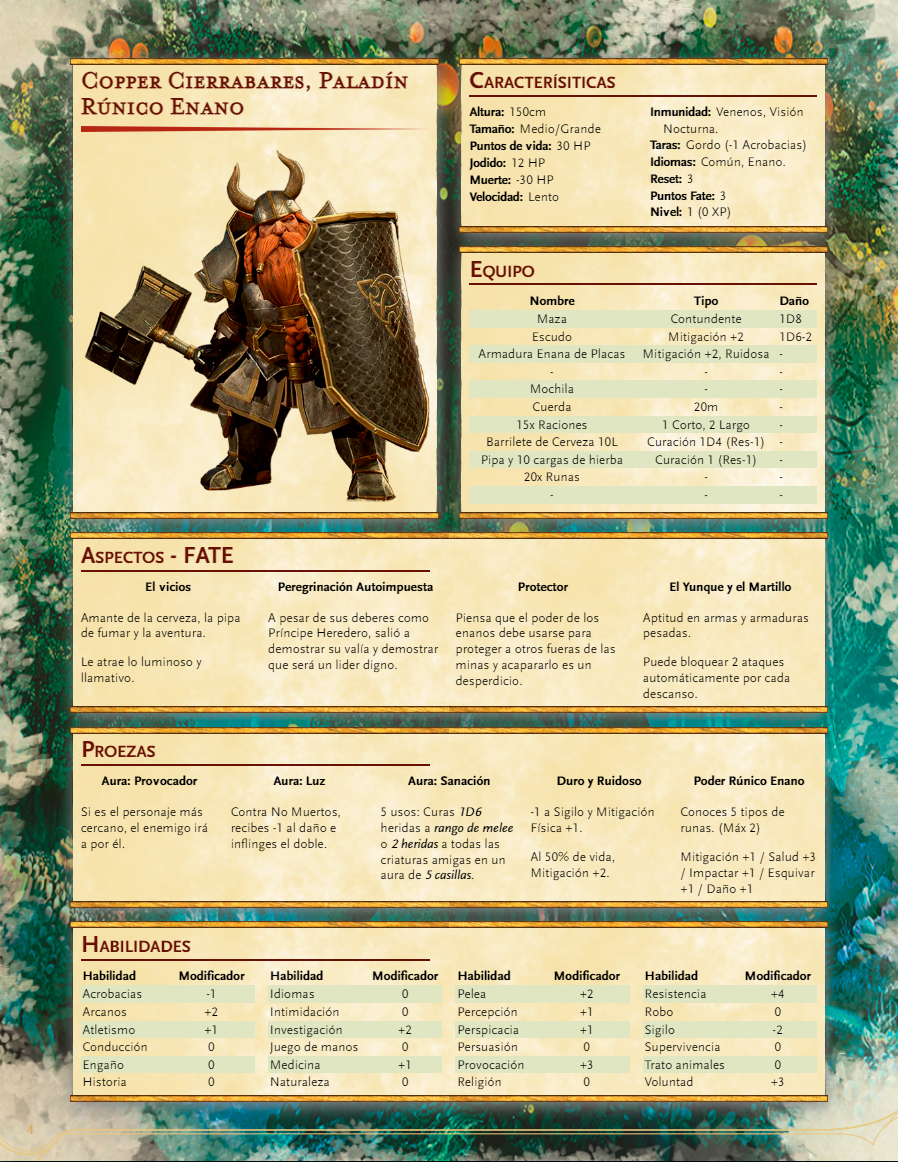 Copper Cierrabares, Paladín
Rúnico Enano
Caracterísiticas
Altura: 150cm
Tamaño: Medio/Grande
Puntos de vida: 30 HP
Jodido: 12 HP
Muerte: -30 HP
Velocidad: Lento
Inmunidad: Venenos, Visión
Nocturna.
Taras: Gordo (-1 Acrobacias)
Idiomas: Común, Enano.
Reset: 3
Puntos Fate: 3
Nivel: 1 (0 XP)
Equipo
Nombre Tipo Daño
Maza Contundente 1D8
Escudo Mitigación +2 1D6-2
Armadura Enana de Placas Mitigación +2, Ruidosa -
- - -
Mochila - -
Cuerda 20m -
15x Raciones 1 Corto, 2 Largo -
Barrilete de Cerveza 10L Curación 1D4 (Res-1) -
Pipa y 10 cargas de hierba Curación 1 (Res-1) -
20x Runas - -
- - -
Aspectos - FATE
El vicios
Amante de la cerveza, la pipa
de fumar y la aventura.
Le atrae lo luminoso y
llamativo.
Peregrinación Autoimpuesta
A pesar de sus deberes como
Príncipe Heredero, salió a
demostrar su valía y demostrar
que será un lider digno.
Protector
Piensa que el poder de los
enanos debe usarse para
proteger a otros fueras de las
minas y acapararlo es un
desperdicio.
El Yunque y el Martillo
Aptitud en armas y armaduras
pesadas.
Puede bloquear 2 ataques
automáticamente por cada
descanso.
Proezas
Aura: Provocador
Si es el personaje más
cercano, el enemigo irá
a por él.
Aura: Luz
Contra No Muertos,
recibes -1 al daño e
inflinges el doble.
Aura: Sanación
5 usos: Curas 1D6
heridas a rango de melee
o 2 heridas a todas las
criaturas amigas en un
aura de 5 casillas.
Duro y Ruidoso
-1 a Sigilo y Mitigación
Física +1.
Al 50% de vida,
Mitigación +2.
Poder Rúnico Enano
Conoces 5 tipos de
runas. (Máx 2)
Mitigación +1 / Salud +3
/ Impactar +1 / Esquivar
+1 / Daño +1
Habilidades
Habilidad Modificador Habilidad Modificador Habilidad Modificador Habilidad Modificador
Acrobacias -1 Idiomas 0 Pelea +2 Resistencia +4
Arcanos +2 Intimidación 0 Percepción +1 Robo 0
Atletismo +1 Investigación +2 Perspicacia +1 Sigilo -2
Conducción 0 Juego de manos 0 Persuasión 0 Supervivencia 0
Engaño 0 Medicina +1 Provocación +3 Trato animales 0
Historia 0 Naturaleza 0 Religión 0 Voluntad +3
4